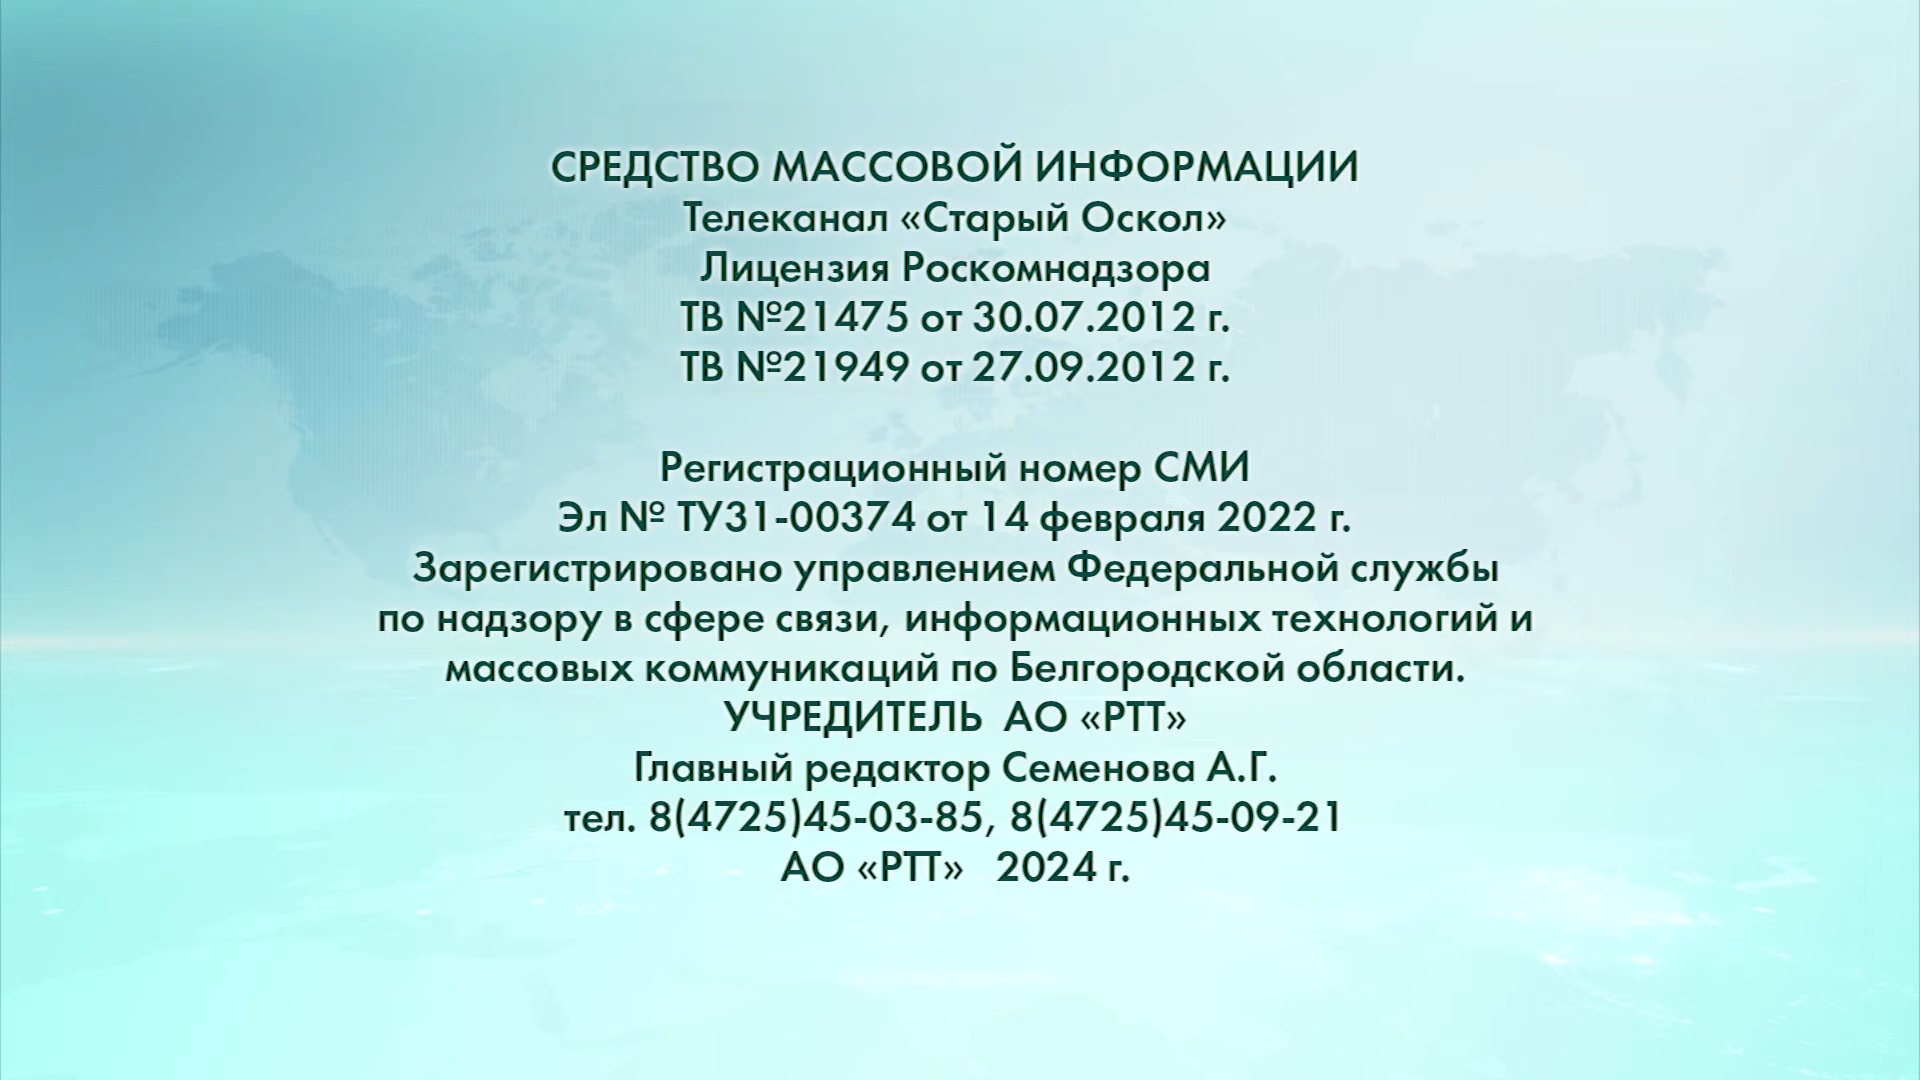 СРЕДСТВО МАССОВОЙ ИНФОРМАЦИИ
Телеканал «Старый Оскол»
Лицензия Роскомнадзора
ТВ №21475 от 30.07.2012 г.
ТВ №21949 от 27.09.2012 г.
Регистрационный номер СМИ
Эл № ТУ31-00374 от 14 февраля 2022 г.
Зарегистрировано управлением Федеральной службы
по надзору в сфере связи, информационных технологий и
массовых коммуникаций по Белгородской области.
УЧРЕДИТЕЛЬ  АО «РТТ»
Главный редактор Семенова А.Г.
тел. 8(4725)45-03-85, 8(4725)45-09-21
АО «РТТ»   2024 г.